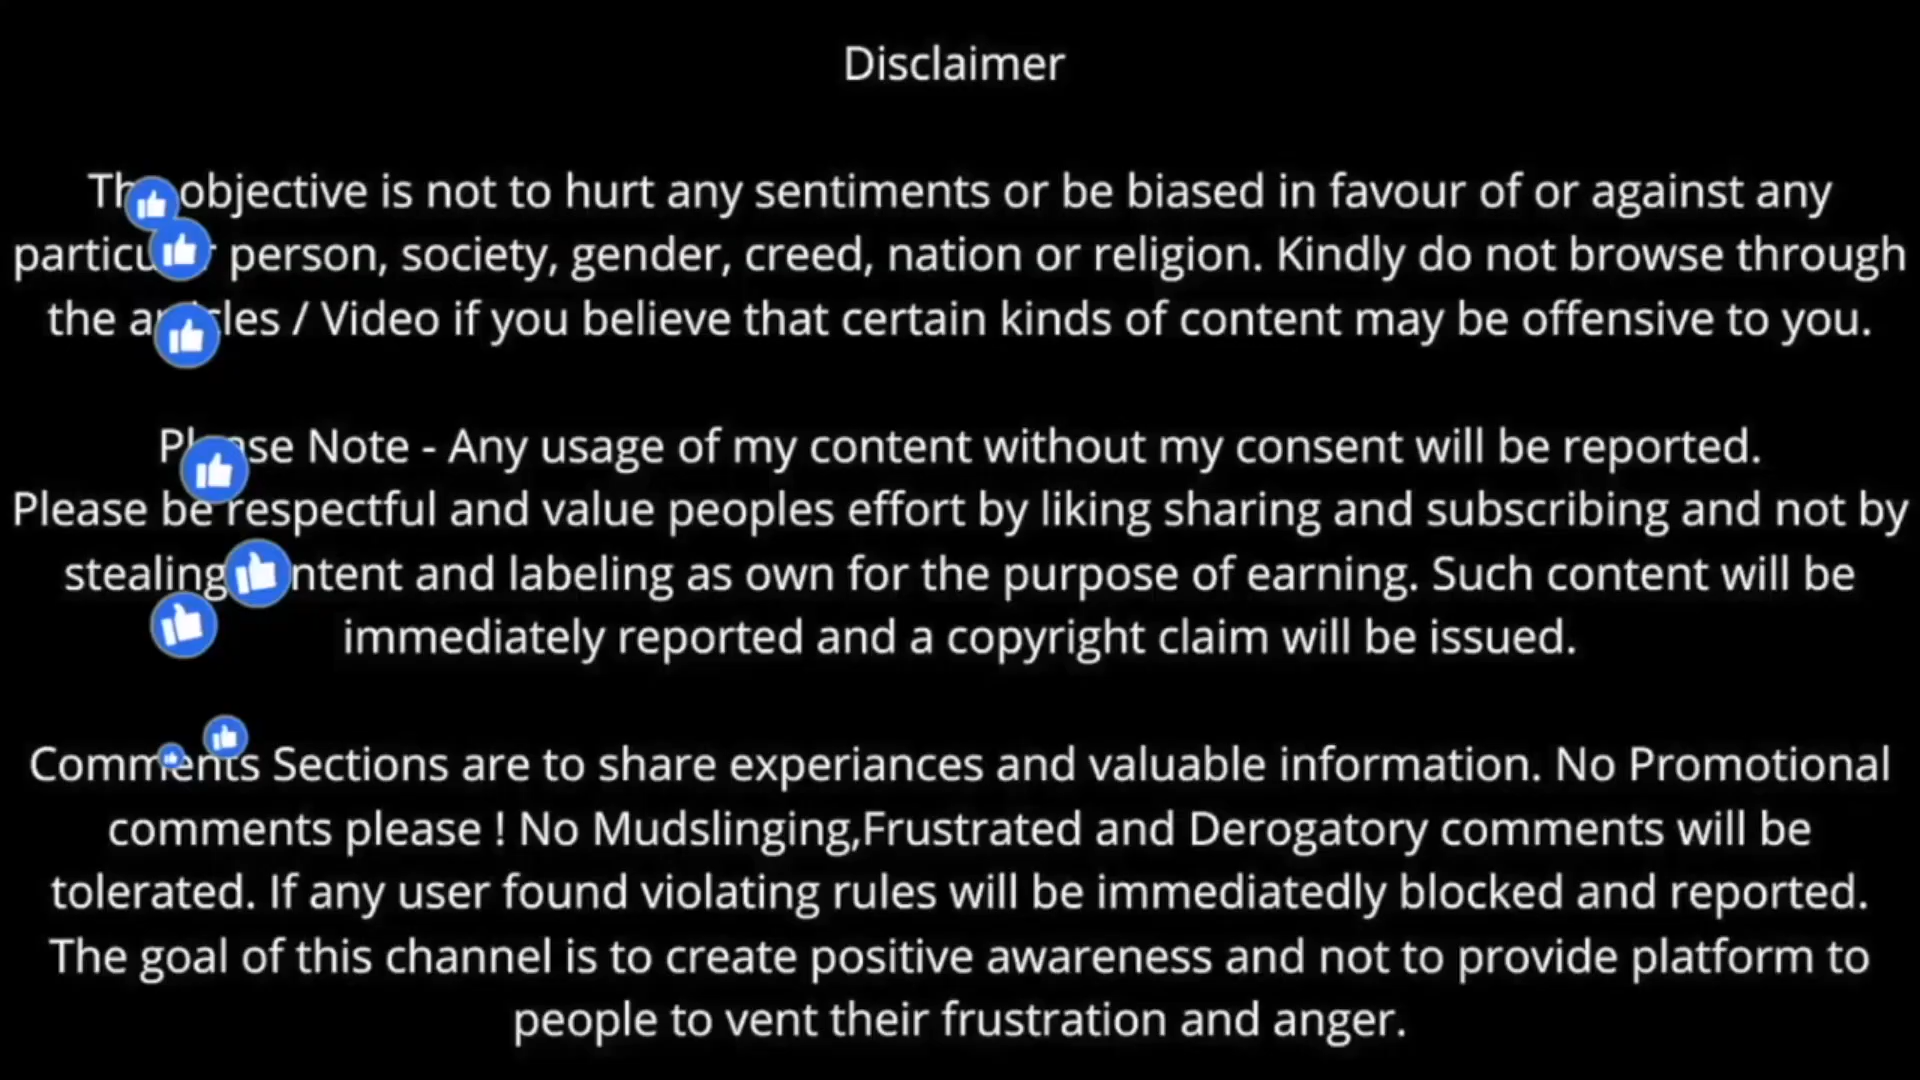 Disclaimer
The objective is not to hurt any sentiments or be biased in favour of or against any
particular person, society, gender, creed, nation or religion. Kindly do not browse through
the articles / Video if you believe that certain kinds of content may be offensive to you.
Please Note - Any usage of my content without my consent will be reported.
Please be respectful and value peoples effort by liking sharing and subscribing and not by
stealing content and labeling as own for the purpose of earning. Such content will be
immediately reported and a copyright claim will be issued.
Comments Sections are to share experiances and valuable information. No Promotional
comments please ! No Mudslinging,Frustrated and Derogatory comments will be
tolerated. If any user found violating rules will be immediatedly blocked and reported.
The goal of this channel is to create positive awareness and not to provide platform to
people to vent their frustration and anger.